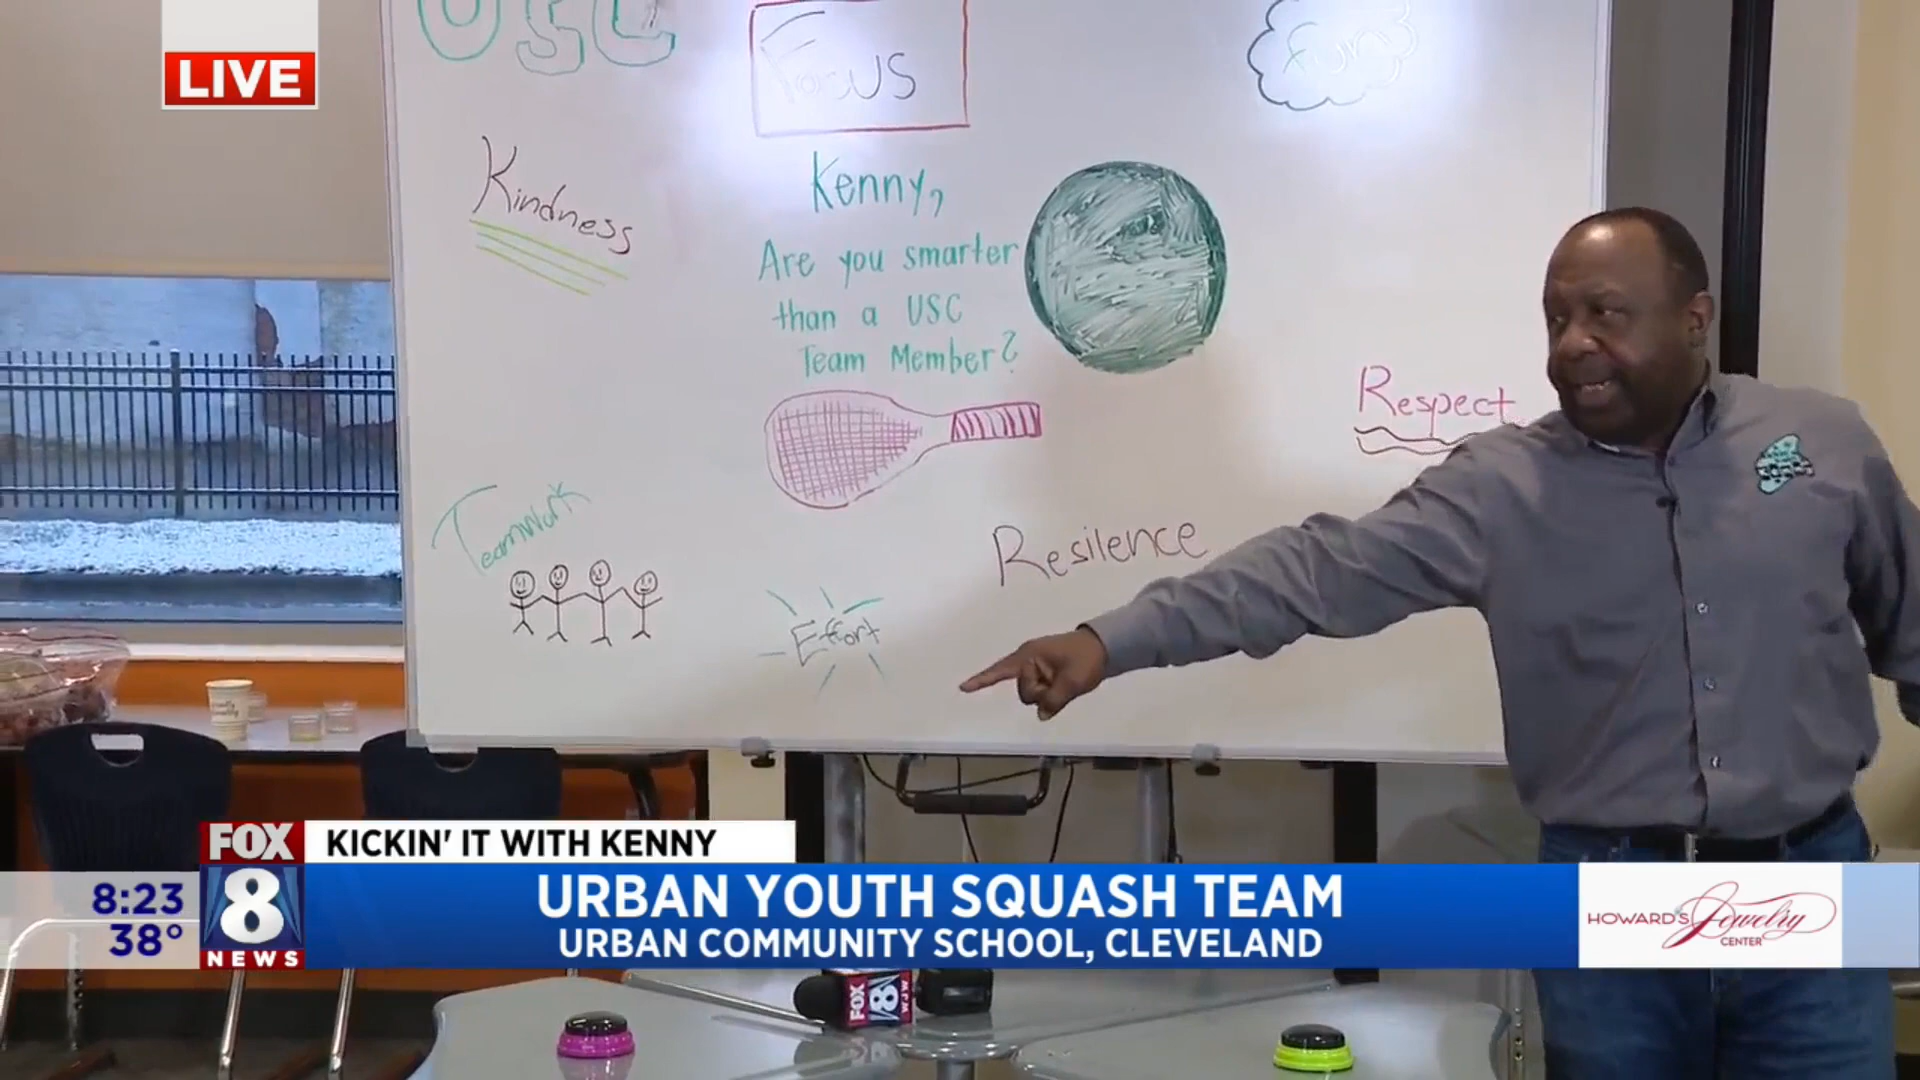 LIVE
USC
Focus
Fun
Kindness
Kenny,
Are you smarter
than a USC
Team Member?
Respect
Teamwork
Resilence
Effort
KICKIN' IT WITH KENNY
FOX
8
NEWS
8:23
38°
URBAN YOUTH SQUASH TEAM
URBAN COMMUNITY SCHOOL, CLEVELAND
HOWARD'S Jewelry
CENTER
FOX
8